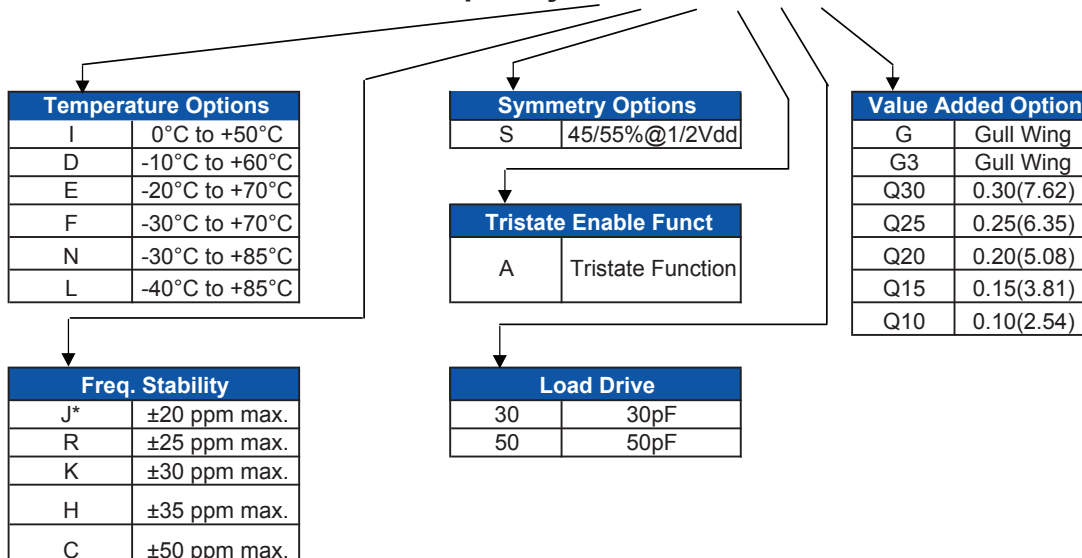 Temperature Options
I 0°C to +50°C
D -10°C to +60°C
E -20°C to +70°C
F -30°C to +70°C
N -30°C to +85°C
L -40°C to +85°C
Freq. Stability
J* ±20 ppm max.
R ±25 ppm max.
K ±30 ppm max.
H ±35 ppm max.
C ±50 ppm max.
Symmetry Options
S 45/55%@1/2Vdd
Tristate Enable Funct
A Tristate Function
Load Drive
30 30pF
50 50pF
Value Added Option
G Gull Wing
G3 Gull Wing
Q30 0.30(7.62)
Q25 0.25(6.35)
Q20 0.20(5.08)
Q15 0.15(3.81)
Q10 0.10(2.54)